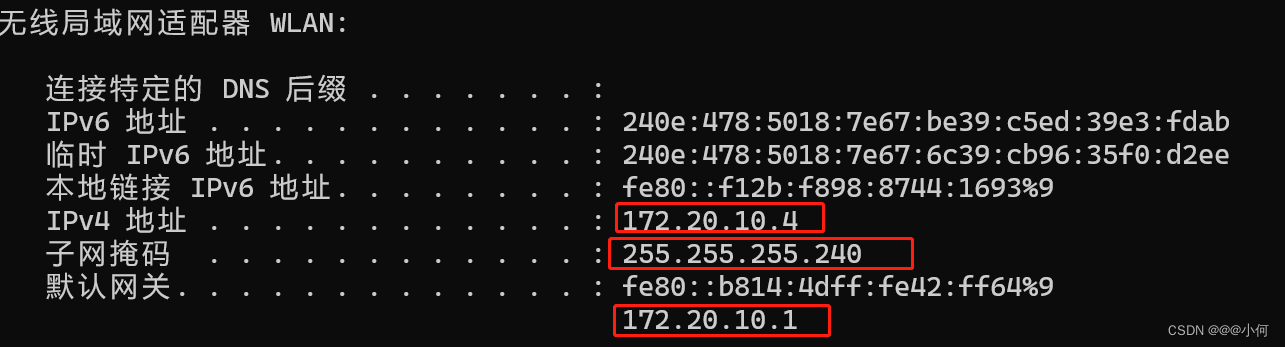 无线局域网适配器 WLAN:
连接特定的 DNS 后缀 . . . . . . . :
IPv6 地址 . . . . . . . . . . . . : 240e:478:5018:7e67:be39:c5ed:39e3:fdab
临时 IPv6 地址. . . . . . . . . . : 240e:478:5018:7e67:6c39:cb96:35f0:d2ee
本地链接 IPv6 地址. . . . . . . . : fe80::f12b:f898:8744:1693%9
IPv4 地址 . . . . . . . . . . . . : 172.20.10.4
子网掩码  . . . . . . . . . . . . : 255.255.255.240
默认网关. . . . . . . . . . . . . : fe80::b814:4dff:fe42:ff64%9
172.20.10.1
CSDN @@@小何